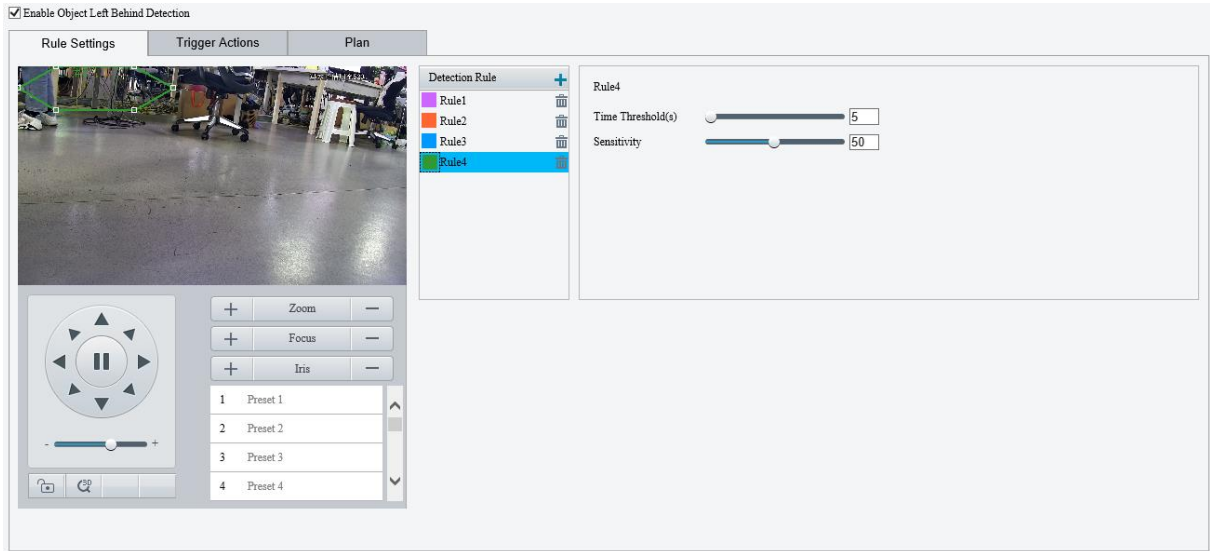 Enable Object Left Behind Detection
Rule Settings
Trigger Actions
Plan
Detection Rule
Rule1
Rule2
Rule3
Rule4
Rule4
Time Threshold(s)
5
Sensitivity
50
+ Zoom −
+ Focus −
+ Iris −
- +
3D
1 Preset 1
2 Preset 2
3 Preset 3
4 Preset 4